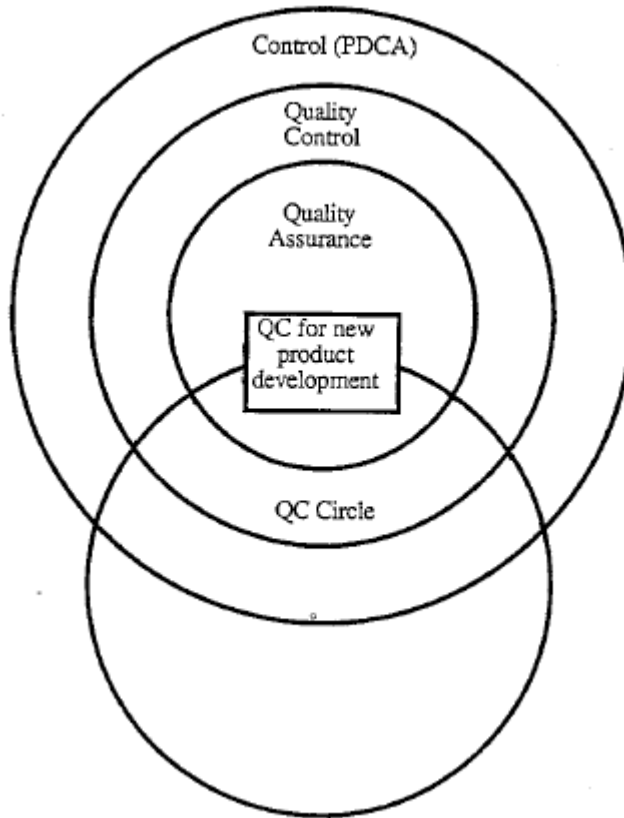 Control (PDCA)
Quality
Control
Quality
Assurance
QC for new
product
development
QC Circle